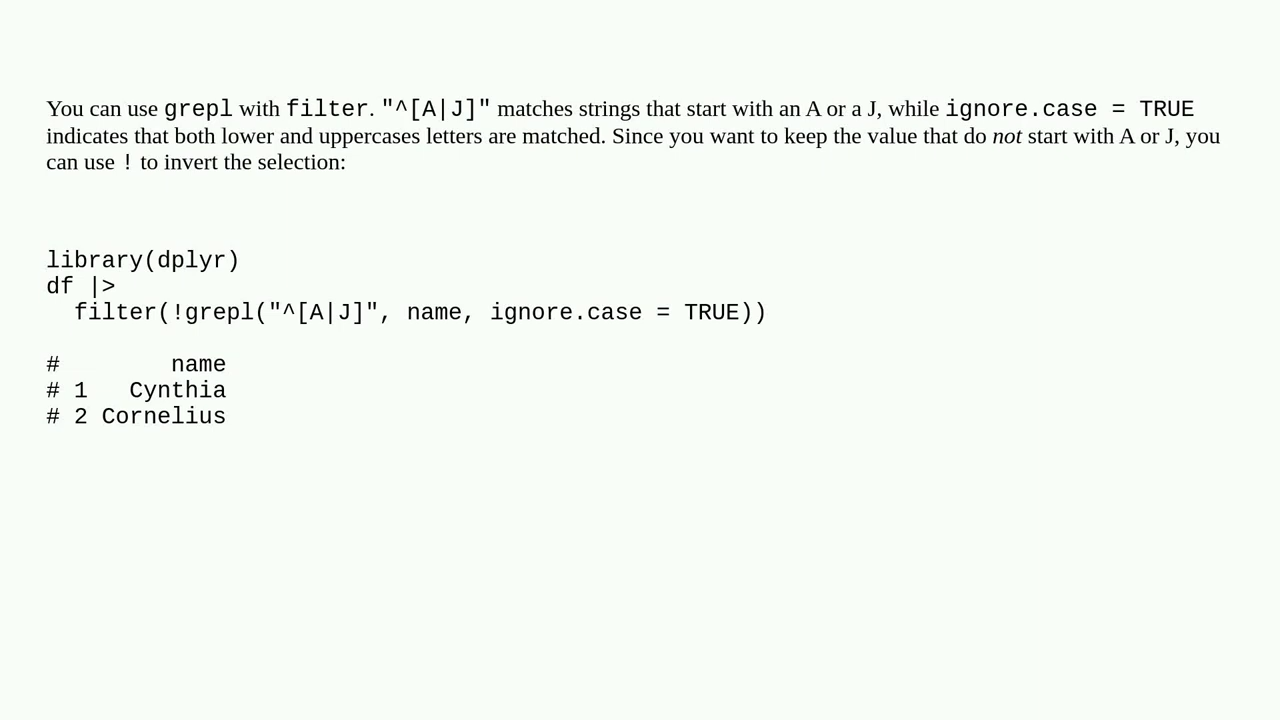 You can use grepl with filter. "^[A|J]" matches strings that start with an A or a J, while ignore.case = TRUE
indicates that both lower and uppercases letters are matched. Since you want to keep the value that do not start with A or J, you
can use ! to invert the selection:
library(dplyr)
df |>
  filter(!grepl("^[A|J]", name, ignore.case = TRUE))
#        name
# 1   Cynthia
# 2 Cornelius